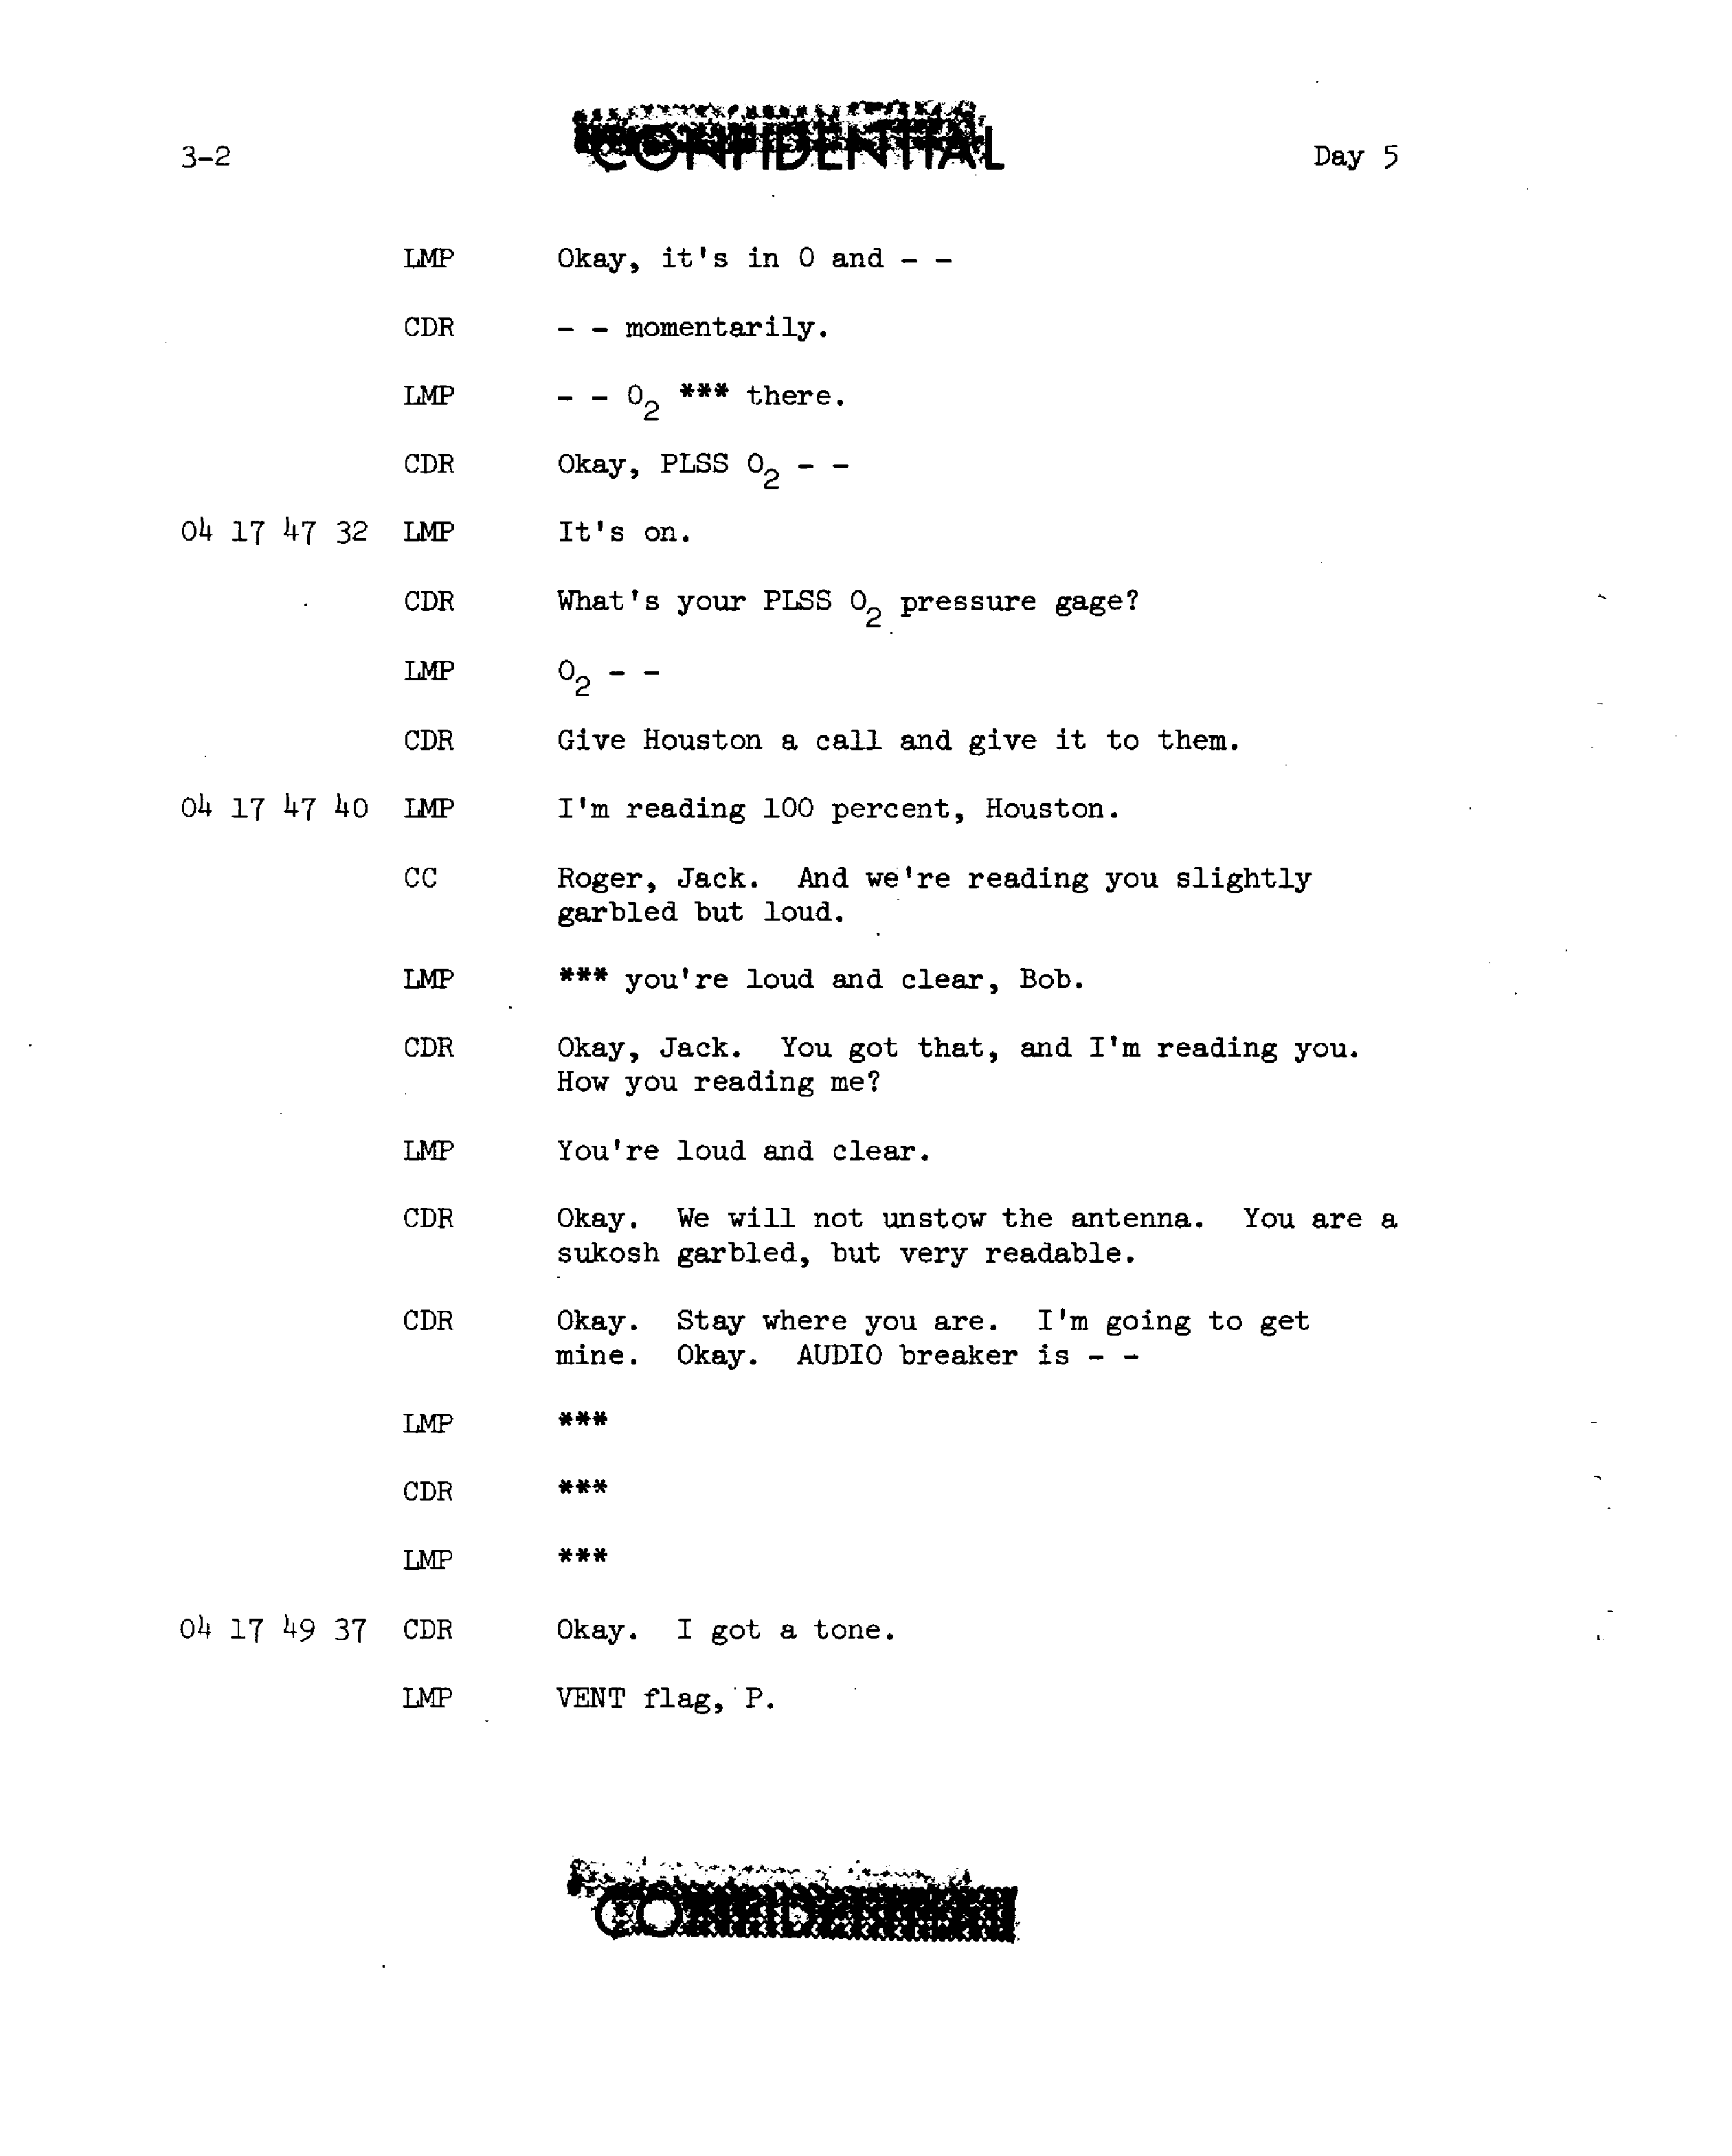 3-2 CONFIDENTIAL Day 5
LMP Okay, it's in O and - -
CDR - - momentarily.
LMP - - O2 *** there.
CDR Okay, PLSS O2 - -
04 17 47 32 LMP It's on.
CDR What's your PLSS O2 pressure gage?
LMP O2 - -
CDR Give Houston a call and give it to them.
04 17 47 40 LMP I'm reading 100 percent, Houston.
CC Roger, Jack. And we're reading you slightly
garbled but loud.
LMP *** you're loud and clear, Bob.
CDR Okay, Jack. You got that, and I'm reading you.
How you reading me?
LMP You're loud and clear.
CDR Okay. We will not unstow the antenna. You are a
sukosh garbled, but very readable.
CDR Okay. Stay where you are. I'm going to get
mine. Okay. AUDIO breaker is - -
LMP ***
CDR ***
LMP ***
04 17 49 37 CDR Okay. I got a tone.
LMP VENT flag, P.
CONFIDENTIAL